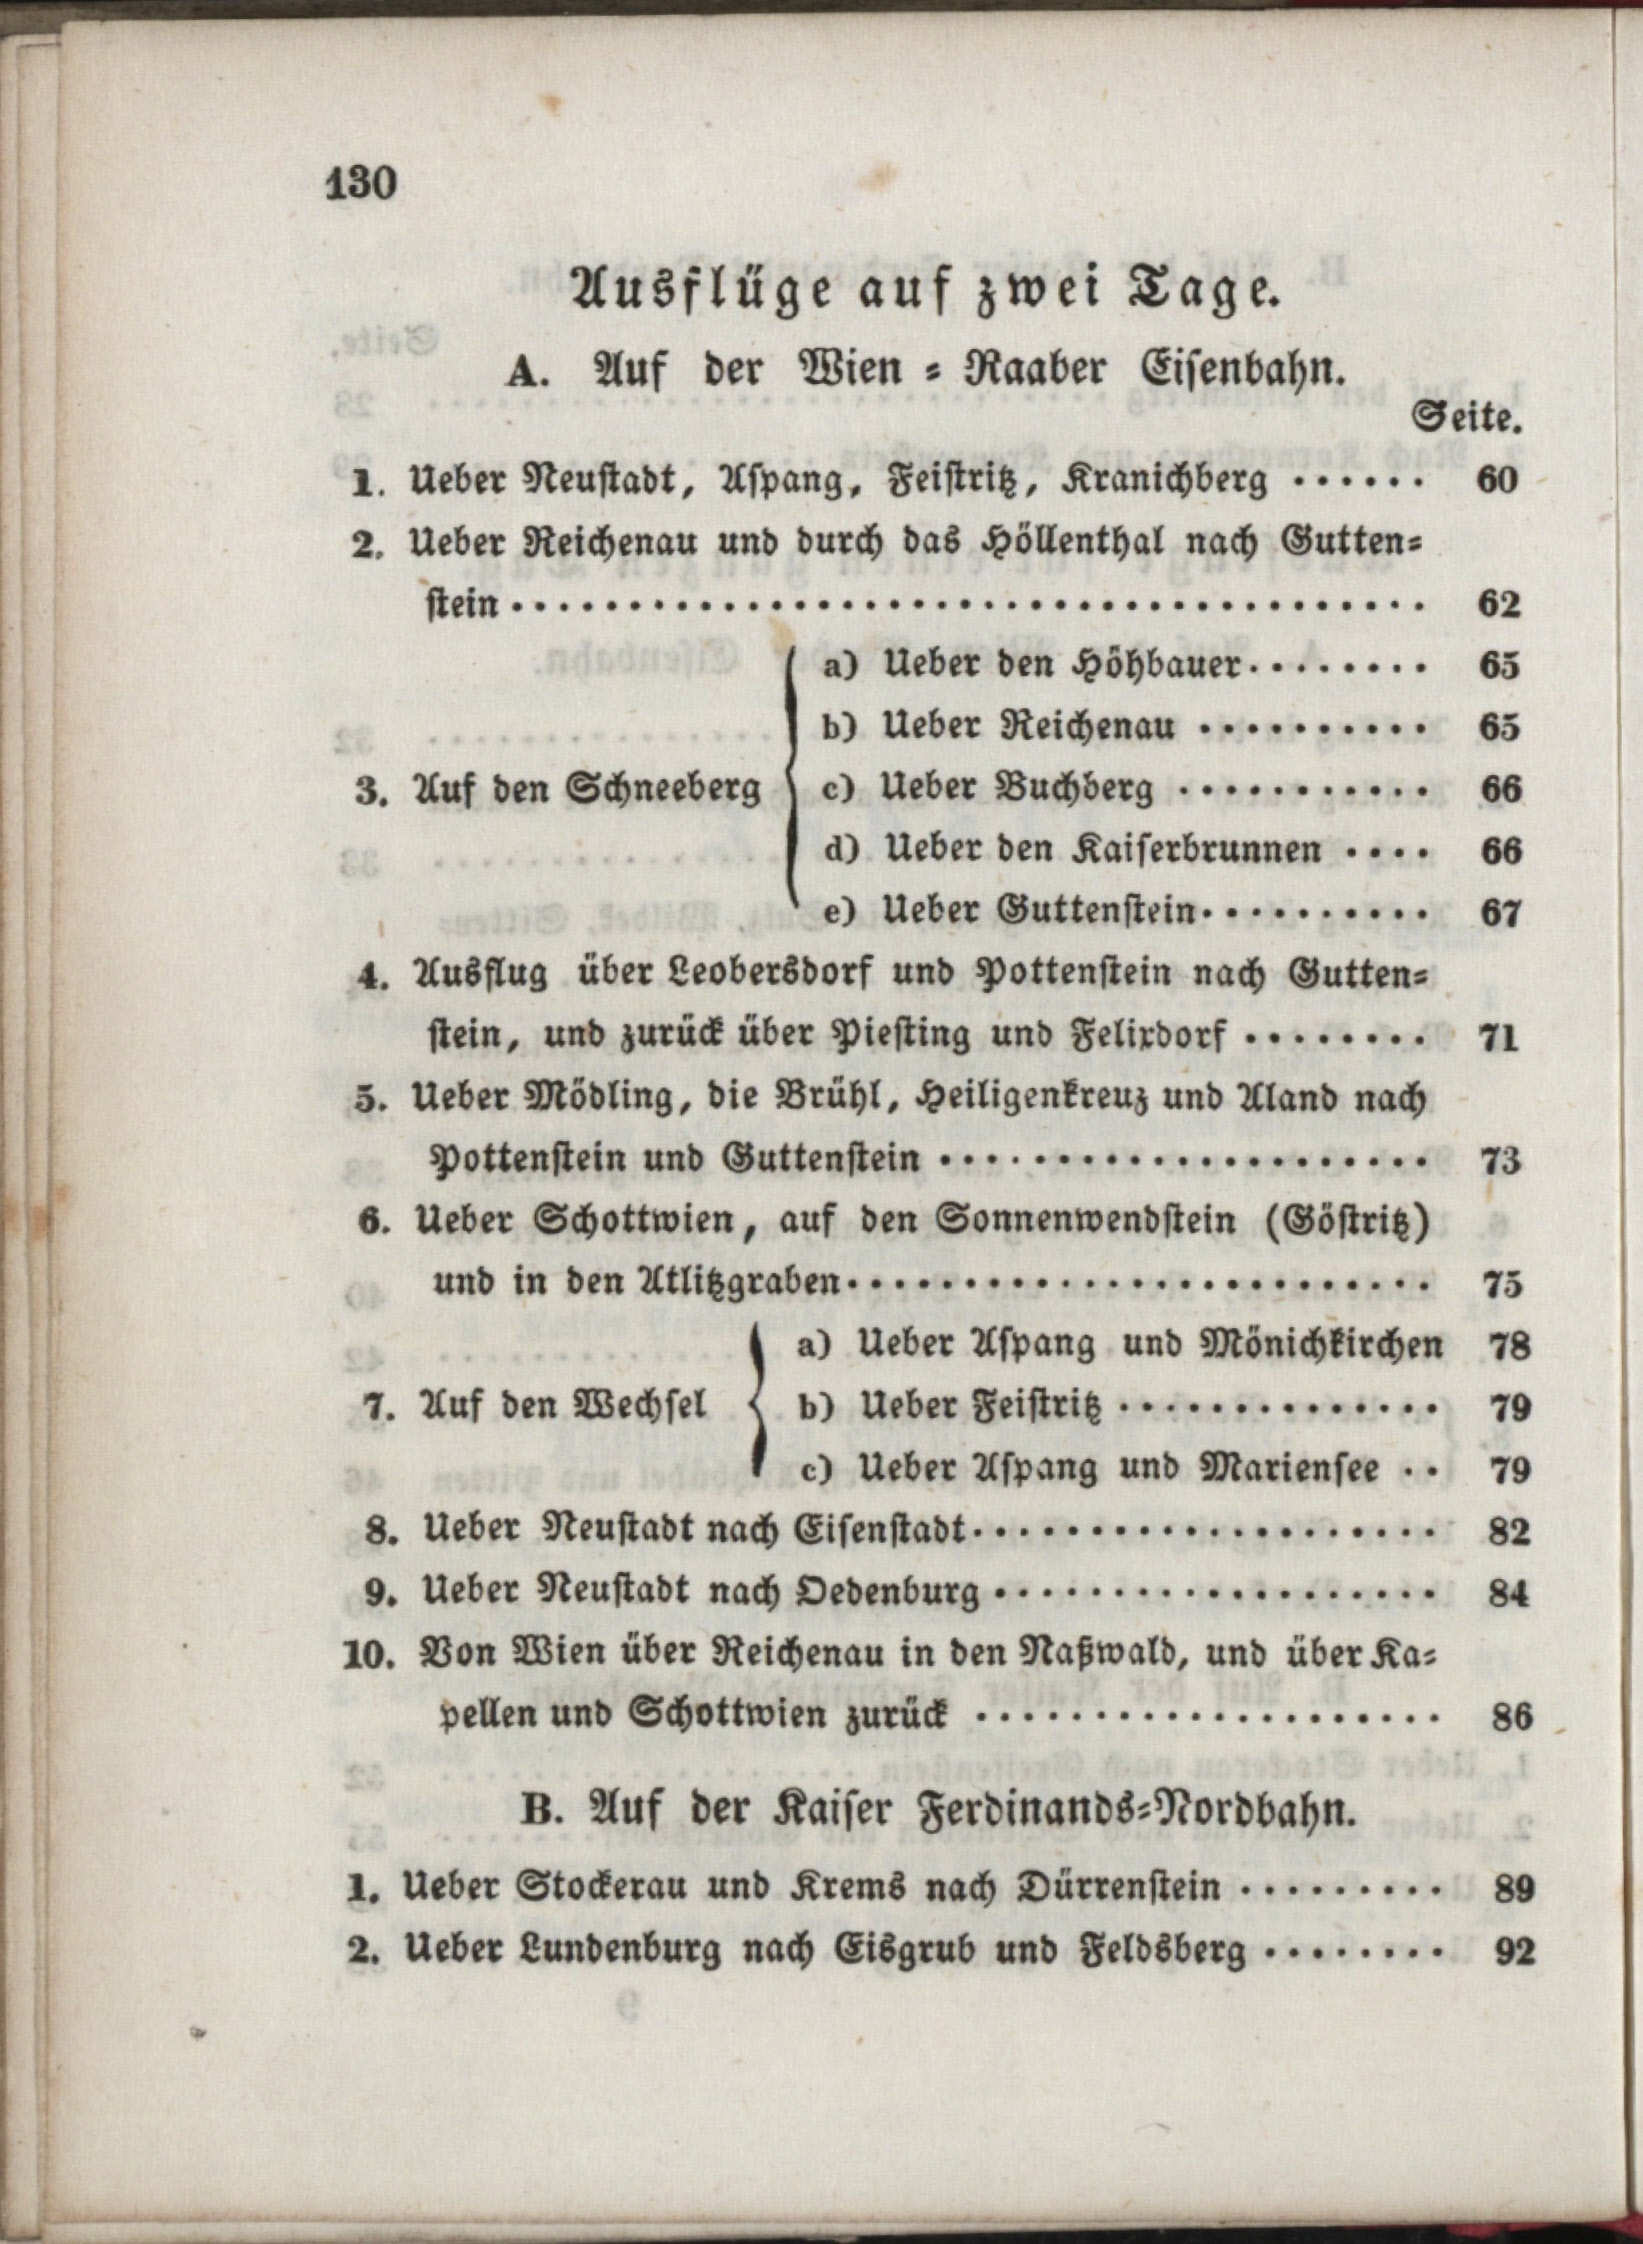 130
Ausflüge auf zwei Tage.
A. Auf der Wien = Raaber Eisenbahn.
Seite.
1. Ueber Neustadt, Aspang, Feistritz, Kranichberg ...... 60
2. Ueber Reichenau und durch das Höllenthal nach Gutten=
stein ....................................... 62
a) Ueber den Höhbauer ........ 65
b) Ueber Reichenau .......... 65
3. Auf den Schneeberg c) Ueber Buchberg ........... 66
d) Ueber den Kaiserbrunnen .... 66
e) Ueber Guttenstein .......... 67
4. Ausflug über Leobersdorf und Pottenstein nach Gutten=
stein, und zurück über Piesting und Felixdorf ........ 71
5. Ueber Mödling, die Brühl, Heiligenkreuz und Aland nach
Pottenstein und Guttenstein ..................... 73
6. Ueber Schottwien, auf den Sonnenwendstein (Göstritz)
und in den Atlitzgraben ......................... 75
a) Ueber Aspang und Mönichkirchen 78
7. Auf den Wechsel b) Ueber Feistritz .............. 79
c) Ueber Aspang und Mariensee .. 79
8. Ueber Neustadt nach Eisenstadt .................... 82
9. Ueber Neustadt nach Oedenburg ................... 84
10. Von Wien über Reichenau in den Naßwald, und über Ka=
pellen und Schottwien zurück .................... 86
B. Auf der Kaiser Ferdinands=Nordbahn.
1. Ueber Stockerau und Krems nach Dürrenstein ......... 89
2. Ueber Lundenburg nach Eisgrub und Feldsberg ........ 92